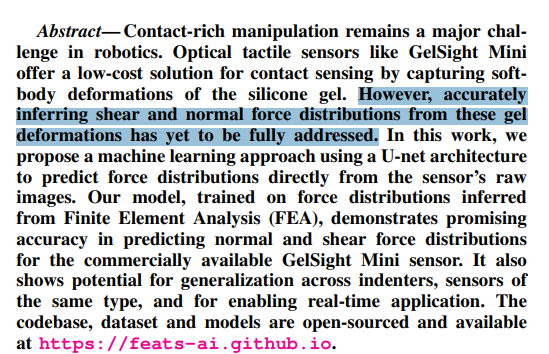 Abstract— Contact-rich manipulation remains a major chal-
lenge in robotics. Optical tactile sensors like GelSight Mini
offer a low-cost solution for contact sensing by capturing soft-
body deformations of the silicone gel. However, accurately
inferring shear and normal force distributions from these gel
deformations has yet to be fully addressed. In this work, we
propose a machine learning approach using a U-net architecture
to predict force distributions directly from the sensor's raw
images. Our model, trained on force distributions inferred
from Finite Element Analysis (FEA), demonstrates promising
accuracy in predicting normal and shear force distributions
for the commercially available GelSight Mini sensor. It also
shows potential for generalization across indenters, sensors of
the same type, and for enabling real-time application. The
codebase, dataset and models are open-sourced and available
at https://feats-ai.github.io.